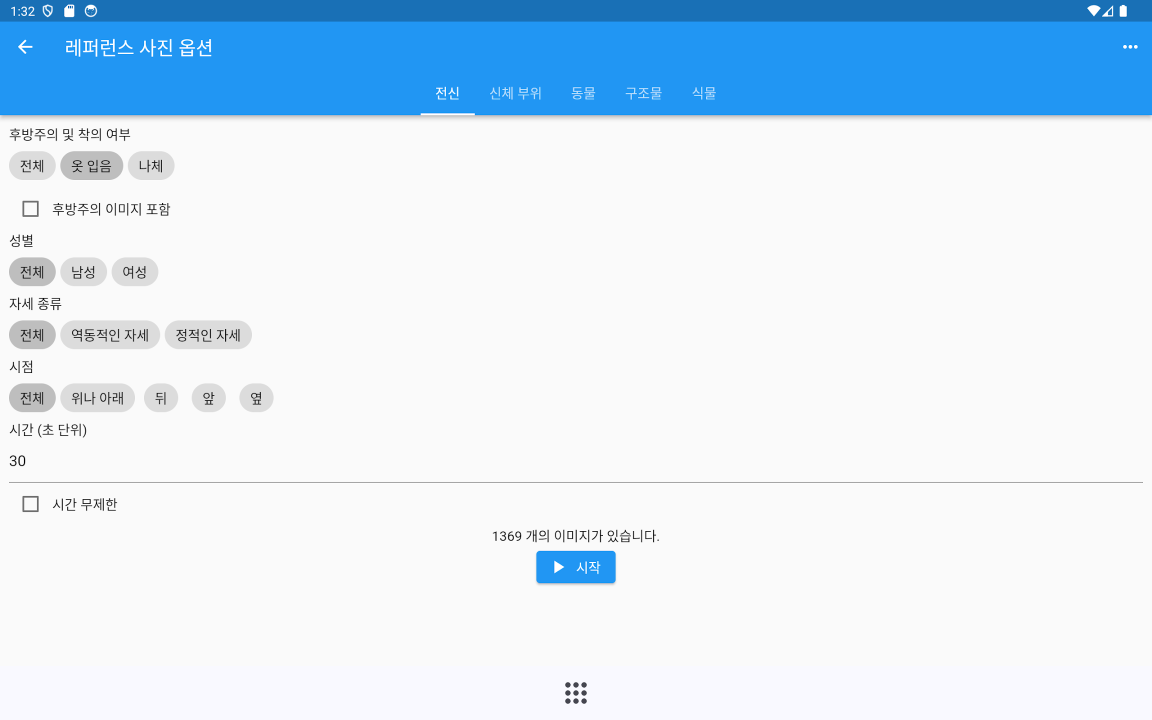 1:32
레퍼런스 사진 옵션
전신 신체 부위 동물 구조물 식물
후방주의 및 착의 여부
전체 옷 입음 나체
후방주의 이미지 포함
성별
전체 남성 여성
자세 종류
전체 역동적인 자세 정적인 자세
시점
전체 위나 아래 뒤 앞 옆
시간 (초 단위)
30
시간 무제한
1369 개의 이미지가 있습니다.
시작